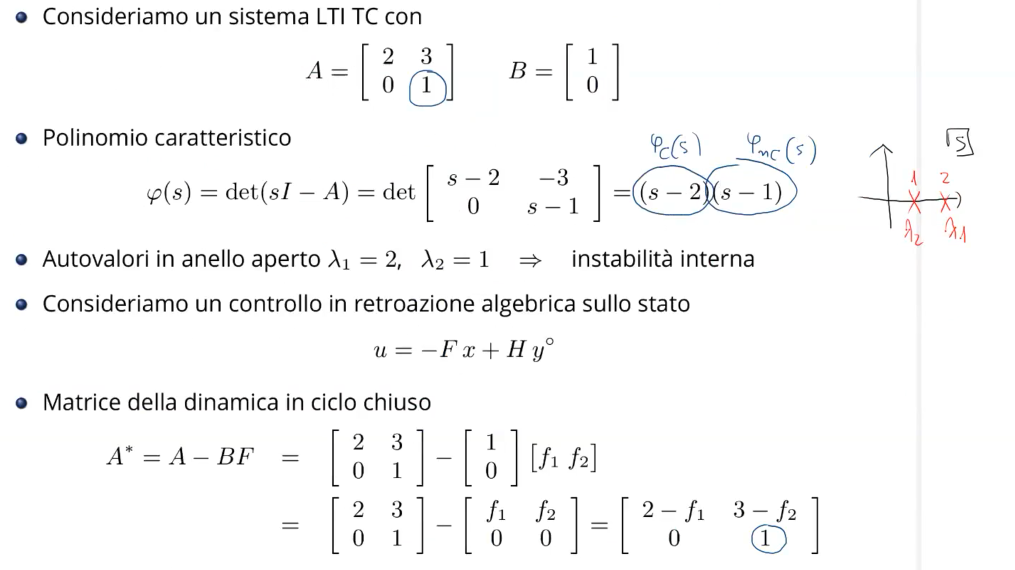 Consideriamo un sistema LTI TC con
A = [ 2 3 ; 0 1 ] B = [ 1 ; 0 ]
Polinomio caratteristico
φ_c(s) φ_nc(s)
φ(s) = det(sI − A) = det [ s − 2 −3 ; 0 s − 1 ] = (s − 2)(s − 1)
s
1 2
λ2 λ1
Autovalori in anello aperto λ1 = 2, λ2 = 1 ⇒ instabilità interna
Consideriamo un controllo in retroazione algebrica sullo stato
u = −F x + H y°
Matrice della dinamica in ciclo chiuso
A* = A − BF = [ 2 3 ; 0 1 ] − [ 1 ; 0 ] [f1 f2]
= [ 2 3 ; 0 1 ] − [ f1 f2 ; 0 0 ] = [ 2 − f1 3 − f2 ; 0 1 ]